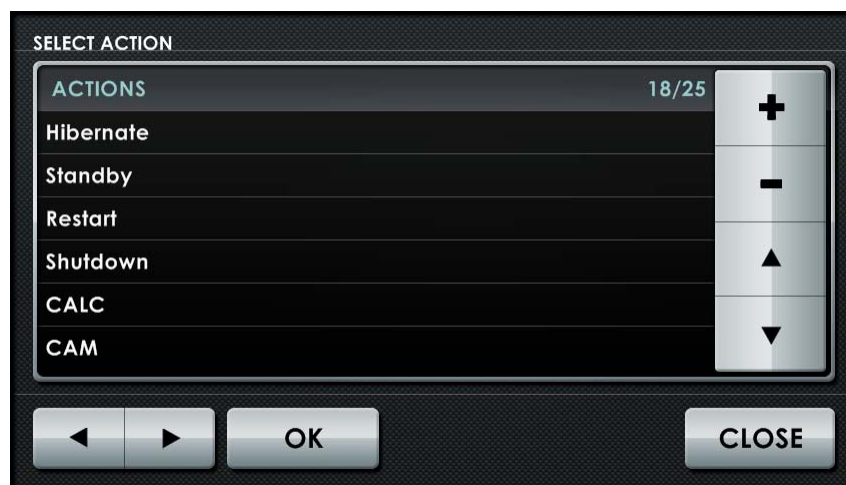 SELECT ACTION
ACTIONS 18/25
Hibernate
Standby
Restart
Shutdown
CALC
CAM
OK CLOSE